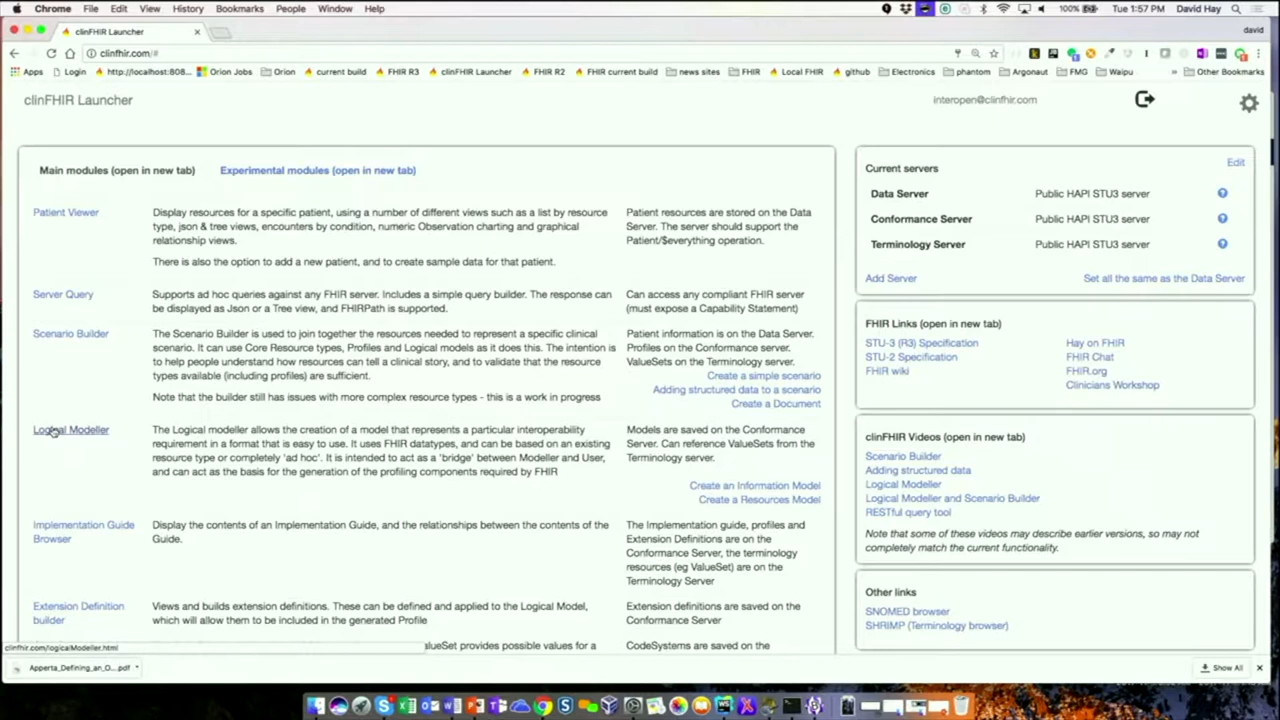 Chrome File Edit View History Bookmarks People Window Help
100% Tue 1:57 PM David Hay
clinFHIR Launcher
david
clinfhir.com/#
Apps Login http://localhost:808... Orion Jobs Orion current build FHIR R3 clinFHIR Launcher FHIR R2 FHIR current build news sites FHIR Local FHIR github Electronics phantom Argonaut FMG Waipu » Other Bookmarks
clinFHIR Launcher
interopen@clinfhir.com
Main modules (open in new tab) Experimental modules (open in new tab)
Patient Viewer
Display resources for a specific patient, using a number of different views such as a list by resource
type, json & tree views, encounters by condition, numeric Observation charting and graphical
relationship views.
There is also the option to add a new patient, and to create sample data for that patient.
Patient resources are stored on the Data
Server. The server should support the
Patient/$everything operation.
Server Query
Supports ad hoc queries against any FHIR server. Includes a simple query builder. The response can
be displayed as Json or a Tree view, and FHIRPath is supported.
Can access any compliant FHIR server
(must expose a Capability Statement)
Scenario Builder
The Scenario Builder is used to join together the resources needed to represent a specific clinical
scenario. It can use Core Resource types, Profiles and Logical models as it does this. The intention is
to help people understand how resources can tell a clinical story, and to validate that the resource
types available (including profiles) are sufficient.
Note that the builder still has issues with more complex resource types - this is a work in progress
Patient information is on the Data Server.
Profiles on the Conformance server.
ValueSets on the Terminology server.
Create a simple scenario
Adding structured data to a scenario
Create a Document
Logical Modeller
The Logical modeller allows the creation of a model that represents a particular interoperability
requirement in a format that is easy to use. It uses FHIR datatypes, and can be based on an existing
resource type or completely 'ad hoc'. It is intended to act as a 'bridge' between Modeller and User,
and can act as the basis for the generation of the profiling components required by FHIR
Models are saved on the Conformance
Server. Can reference ValueSets from the
Terminology server.
Create an Information Model
Create a Resources Model
Implementation Guide
Browser
Display the contents of an Implementation Guide, and the relationships between the contents of the
Guide.
The Implementation guide, profiles and
Extension Definitions are on the
Conformance Server, the terminology
resources (eg ValueSet) are on the
Terminology Server
Extension Definition
builder
Views and builds extension definitions. These can be defined and applied to the Logical Model,
which will allow them to be included in the generated Profile
Extension definitions are saved on the
Conformance Server
alueSet provides possible values for a
CodeSystems are saved on the
Current servers
Edit
Data Server Public HAPI STU3 server
Conformance Server Public HAPI STU3 server
Terminology Server Public HAPI STU3 server
Add Server Set all the same as the Data Server
FHIR Links (open in new tab)
STU-3 (R3) Specification Hay on FHIR
STU-2 Specification FHIR Chat
FHIR wiki FHIR.org
Clinicians Workshop
clinFHIR Videos (open in new tab)
Scenario Builder
Adding structured data
Logical Modeller
Logical Modeller and Scenario Builder
RESTful query tool
Note that some of these videos may describe earlier versions, so may not
completely match the current functionality.
Other links
SNOMED browser
SHRIMP (Terminology browser)
clinfhir.com/logicalModeller.html
Apperta_Defining_an_O....pdf
Show All